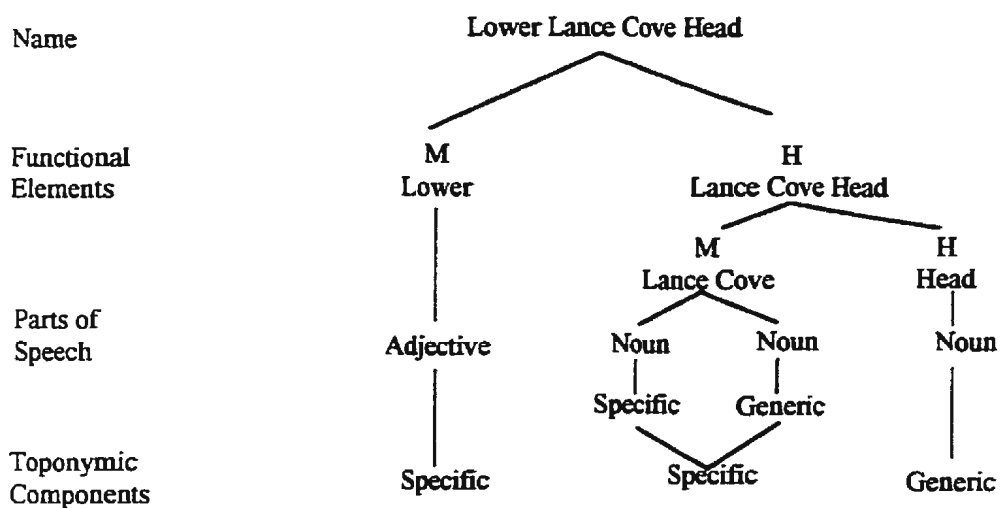 Name
Lower Lance Cove Head
Functional
Elements
M
Lower
H
Lance Cove Head
M
Lance Cove
H
Head
Parts of
Speech
Adjective
Noun
Noun
Noun
Specific
Generic
Toponymic
Components
Specific
Specific
Generic